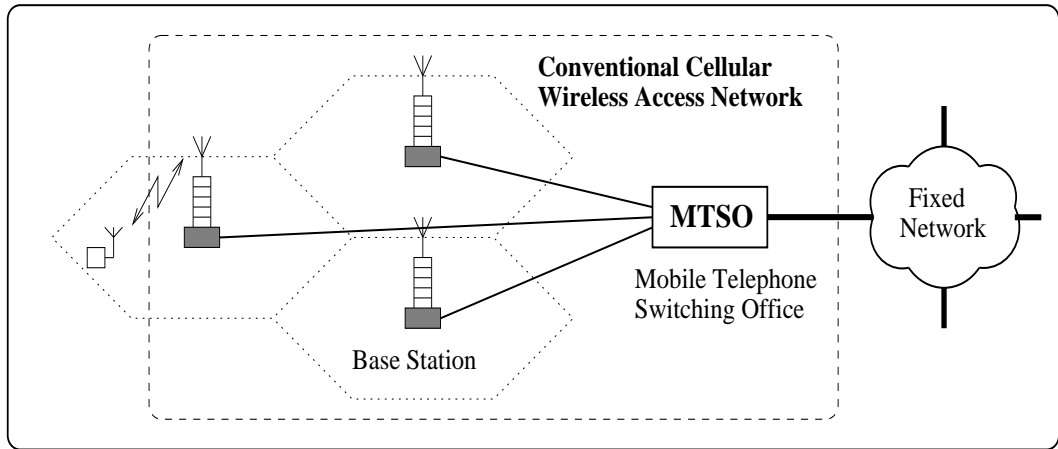 Conventional Cellular
Wireless Access Network
MTSO
Mobile Telephone
Switching Office
Fixed
Network
Base Station